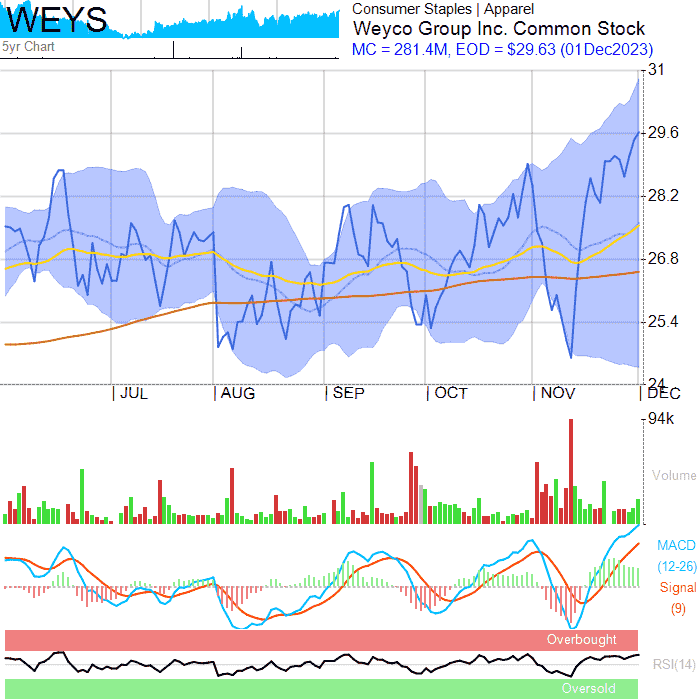 WEYS
5yr Chart
Consumer Staples | Apparel
Weyco Group Inc. Common Stock
MC = 281.4M, EOD = $29.63 (01Dec2023)
31
29.6
28.2
26.8
25.4
24
JUL AUG SEP OCT NOV DEC
94k
Volume
MACD
(12-26)
Signal
(9)
Overbought
RSI(14)
Oversold